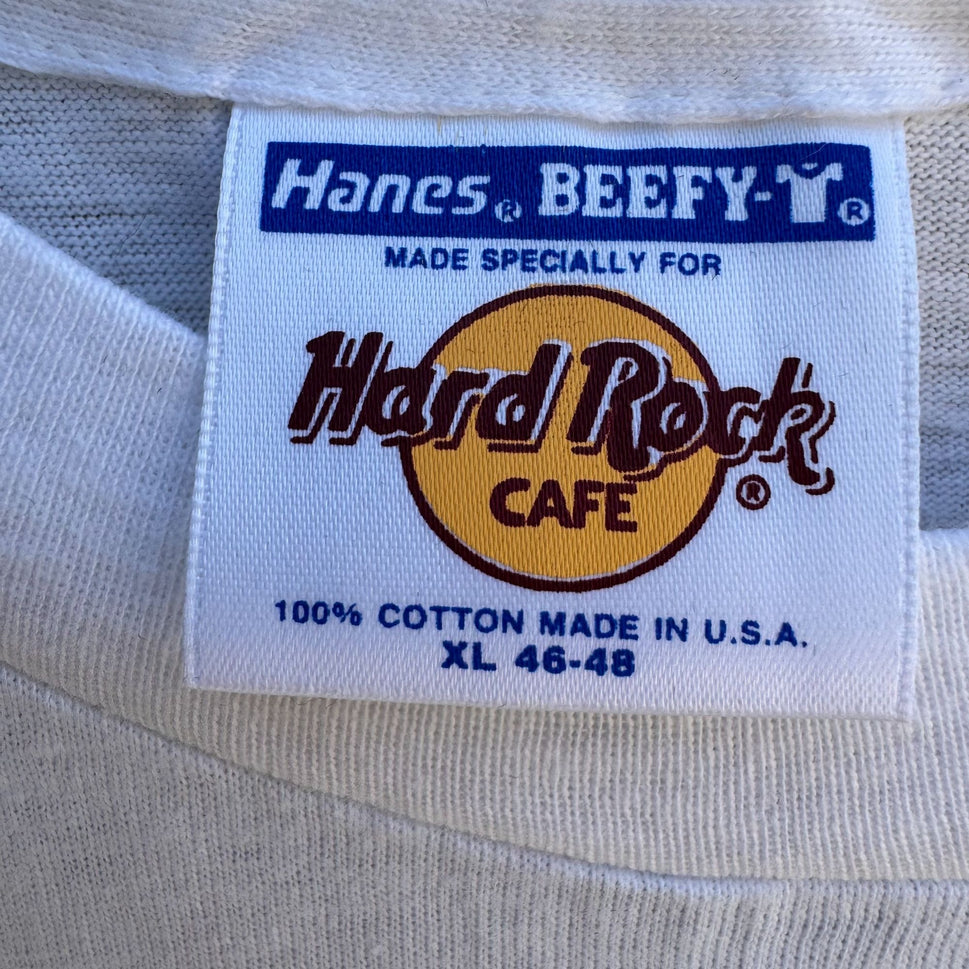 Hanes® BEEFY-T®
MADE SPECIALLY FOR
Hard Rock
CAFE ®
100% COTTON MADE IN U.S.A.
XL 46-48